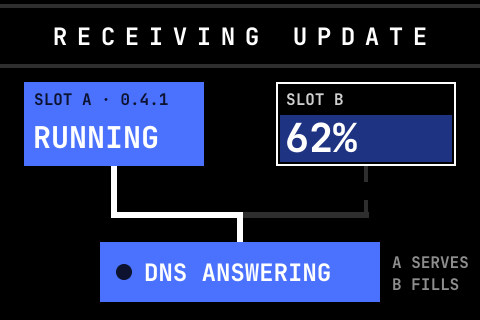 RECEIVING UPDATE
SLOT A · 0.4.1
RUNNING
SLOT B
62%
DNS ANSWERING
A SERVES
B FILLS